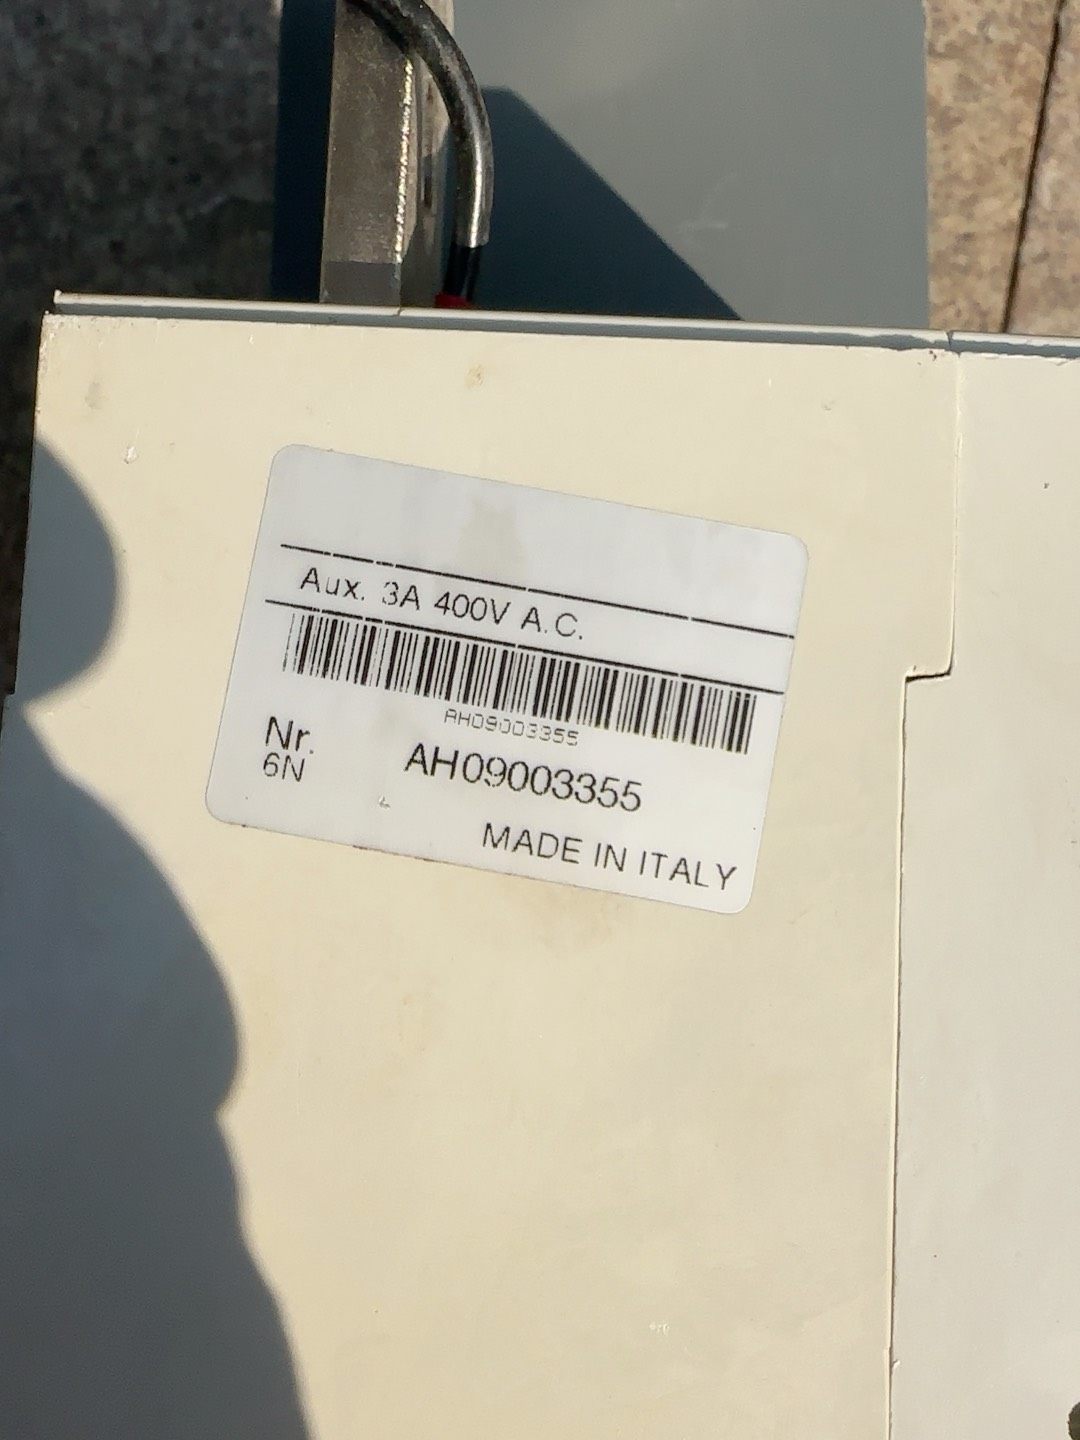 Aux. 3A 400V A.C.
AH09003355
Nr. AH09003355
6N
MADE IN ITALY